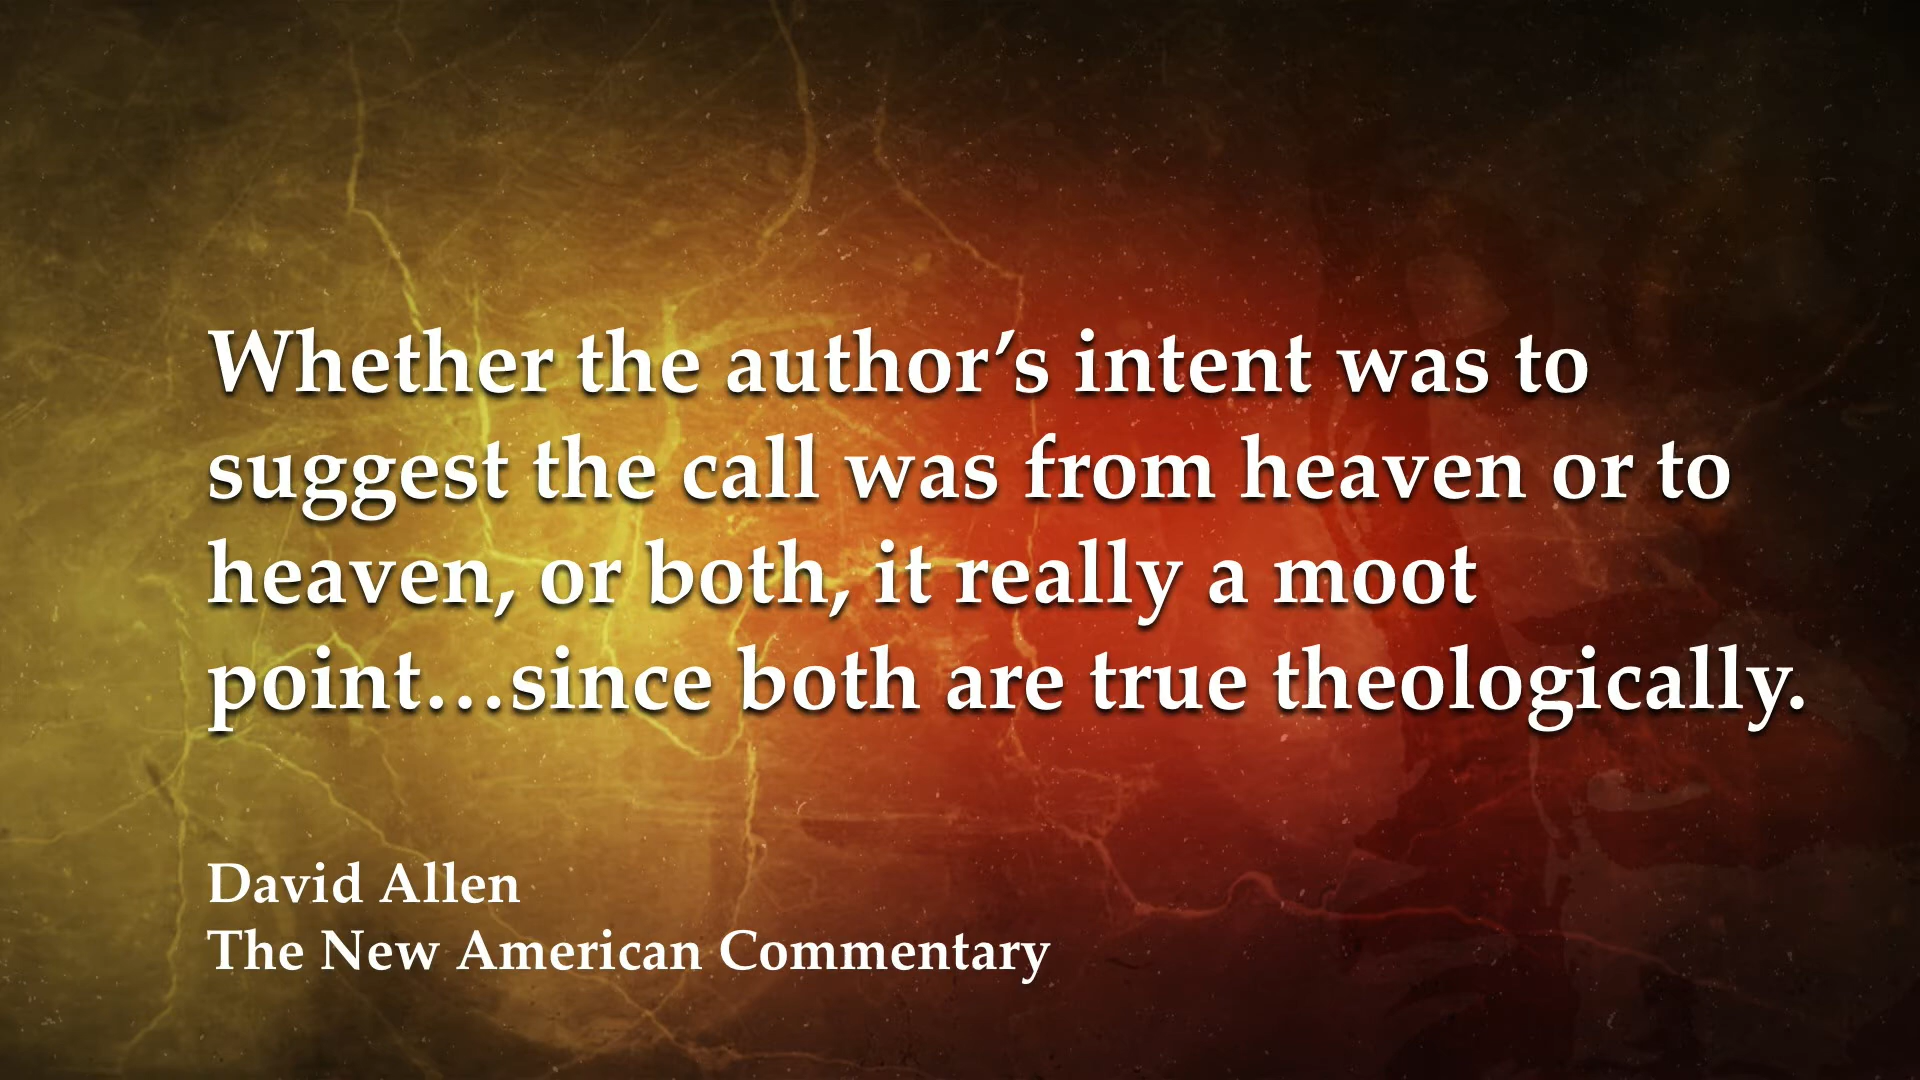 Whether the author’s intent was to
suggest the call was from heaven or to
heaven, or both, it really a moot
point…since both are true theologically.
David Allen
The New American Commentary